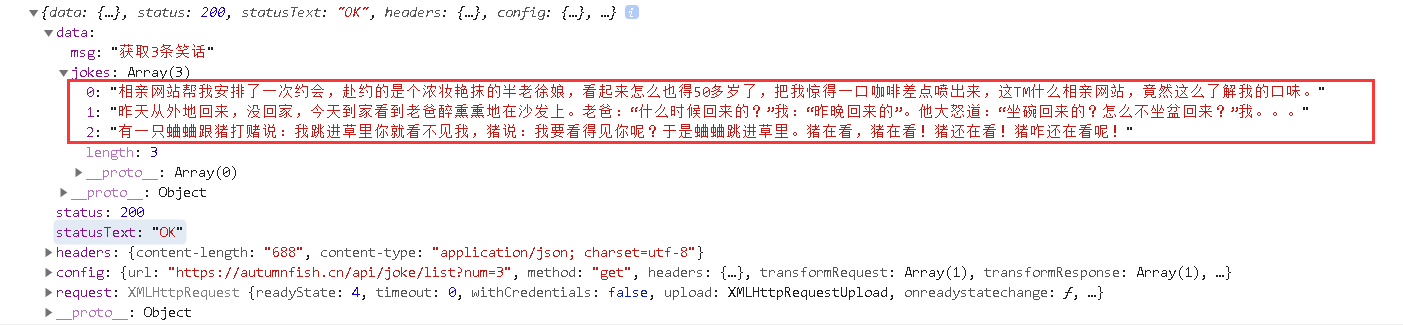 {data: {…}, status: 200, statusText: "OK", headers: {…}, config: {…}, …} i
data:
msg: "获取3条笑话"
jokes: Array(3)
0: "相亲网站帮我安排了一次约会，赴约的是个浓妆艳抹的半老徐娘，看起来怎么也得50多岁了，把我惊得一口咖啡差点喷出来，这TM什么相亲网站，竟然这么了解我的口味。"
1: "昨天从外地回来，没回家，今天到家看到老爸醉熏熏地在沙发上。老爸：“什么时候回来的？”我：“昨晚回来的”。他大怒道：“坐碗回来的？怎么不坐盆回来？”我。。。"
2: "有一只蛐蛐跟猪打赌说：我跳进草里你就看不见我，猪说：我要看得见你呢？于是蛐蛐跳进草里。猪在看，猪在看！猪还在看！猪咋还在看呢！"
length: 3
__proto__: Array(0)
__proto__: Object
status: 200
statusText: "OK"
headers: {content-length: "688", content-type: "application/json; charset=utf-8"}
config: {url: "https://autumnfish.cn/api/joke/list?num=3", method: "get", headers: {…}, transformRequest: Array(1), transformResponse: Array(1), …}
request: XMLHttpRequest {readyState: 4, timeout: 0, withCredentials: false, upload: XMLHttpRequestUpload, onreadystatechange: ƒ, …}
__proto__: Object